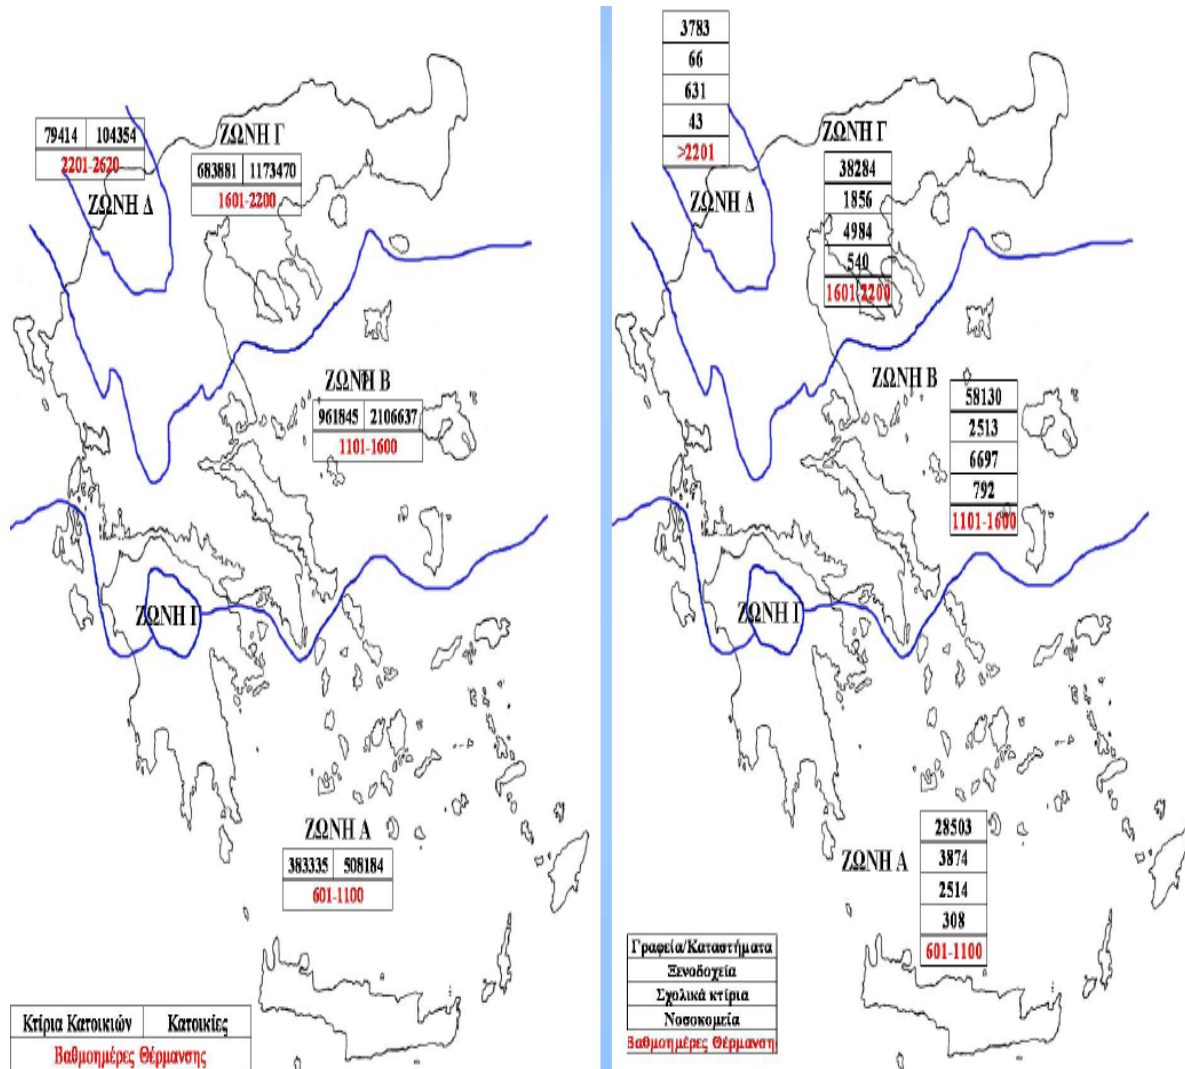 79414 104354
2201-2620
ΖΩΝΗ Δ
ΖΩΝΗ Γ
683881 1173470
1601-2200
ΖΩΝΗ Β
961845 2106637
1101-1600
ΖΩΝΗ Γ
ΖΩΝΗ Α
383335 508184
601-1100
Κτίρια Κατοικιών Κατοικίες
Βαθμοημέρες Θέρμανσης
3783
66
631
43
>2201
ΖΩΝΗ Δ
ΖΩΝΗ Γ
38284
1856
4984
540
1601-2200
ΖΩΝΗ Β
58130
2513
6697
792
1101-1600
ΖΩΝΗ Γ
ΖΩΝΗ Α
28503
3874
2514
308
601-1100
Γραφεία/Καταστήματα
Ξενοδοχεία
Σχολικά κτίρια
Νοσοκομεία
Βαθμοημέρες Θέρμανση